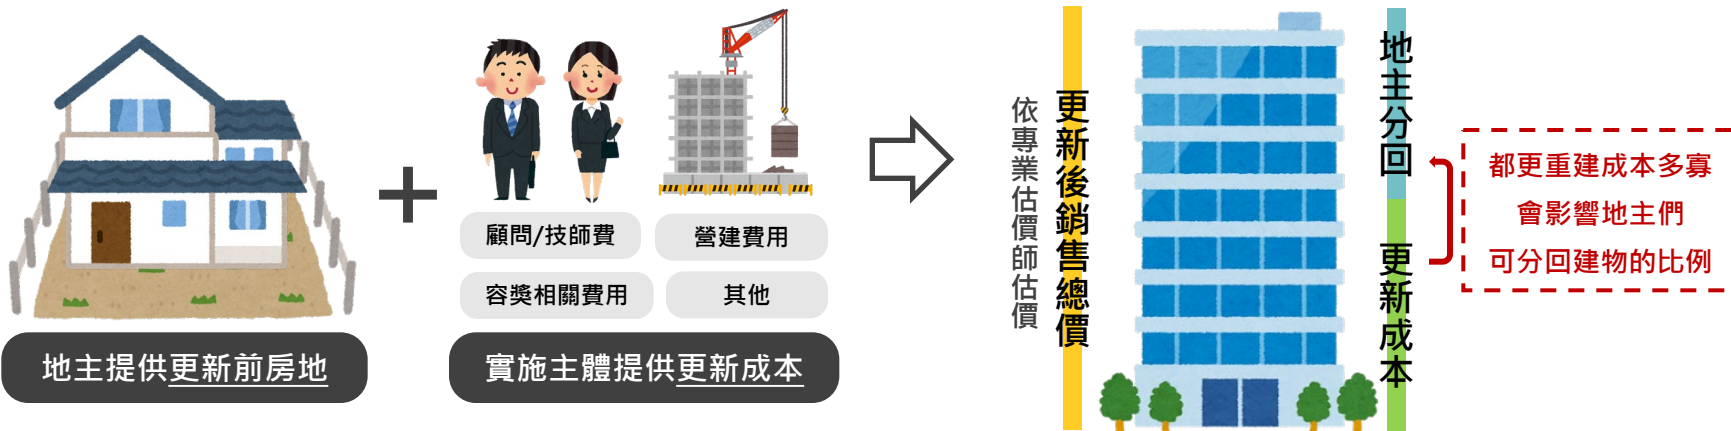 顧問/技師費
營建費用
容獎相關費用
其他
地主提供更新前房地
實施主體提供更新成本
依專業估價師估價
更新後銷售總價
地主分回
更新成本
都更重建成本多寡
會影響地主們
可分回建物的比例